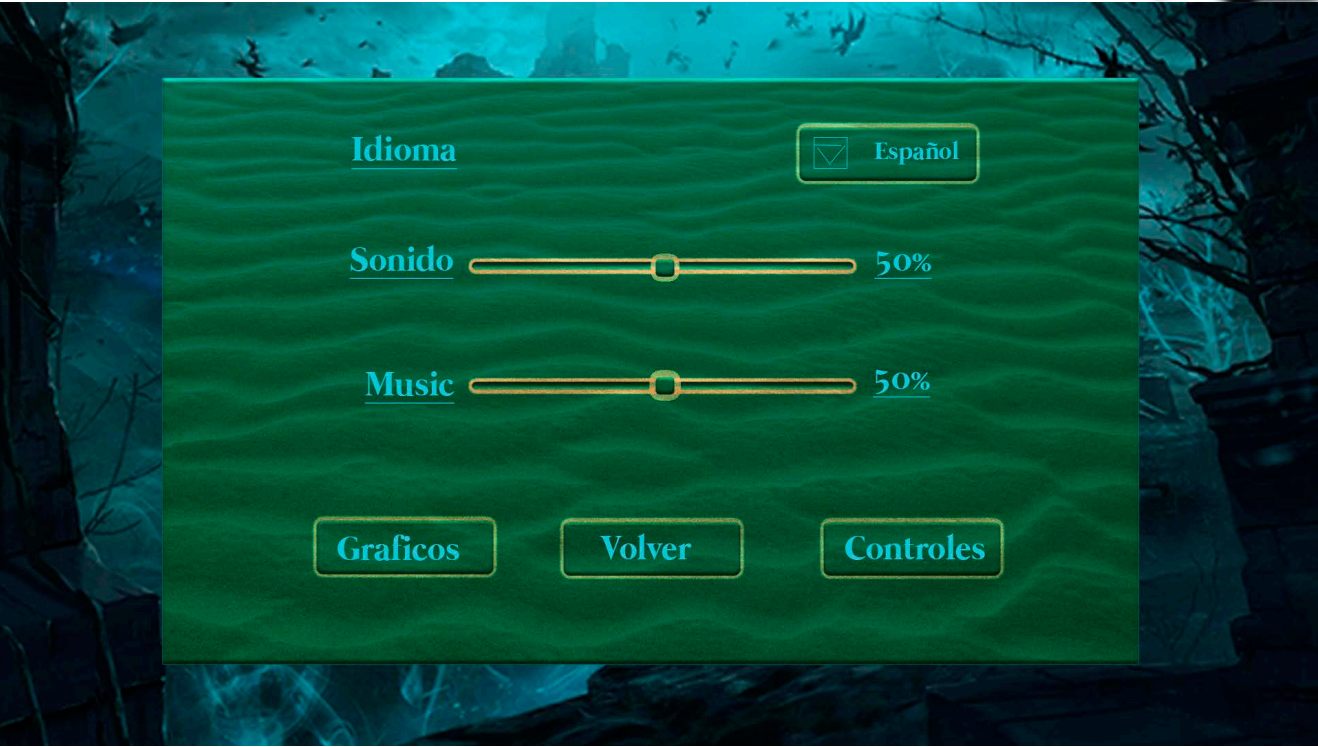 Idioma
Español
Sonido
50%
Music
50%
Graficos
Volver
Controles